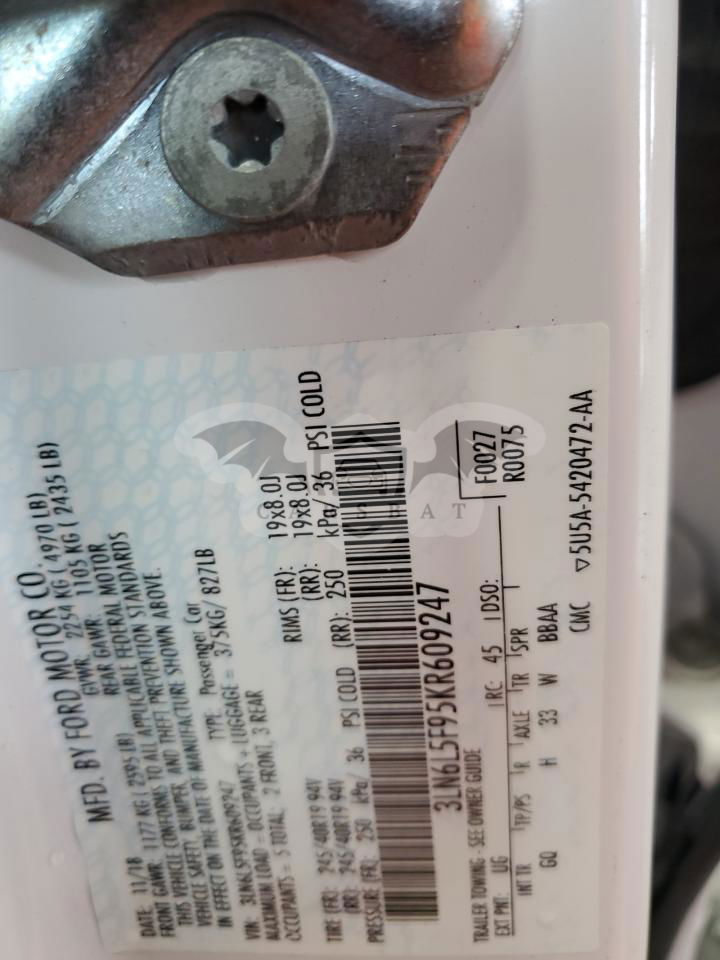 MFD. BY FORD MOTOR CO.
DATE: 11/18 GVWR: 2254 KG ( 4970 LB)
FRONT GAWR: 1177 KG ( 2595 LB) REAR GAWR: 1105 KG ( 2435 LB)
THIS VEHICLE CONFORMS TO ALL APPLICABLE FEDERAL MOTOR
VEHICLE SAFETY, BUMPER, AND THEFT PREVENTION STANDARDS
IN EFFECT ON THE DATE OF MANUFACTURE SHOWN ABOVE.
VIN: 3LN6L5F95KR609247 TYPE: Passenger Car
MAXIMUM LOAD = OCCUPANTS + LUGGAGE = 375KG/ 827LB
OCCUPANTS = 5 TOTAL; 2 FRONT, 3 REAR
TIRE (FR): 245/40R19 94V RIMS (FR): 19x8.0J
(RR): 245/40R19 94V (RR): 19x8.0J
PRESSURE (FR): 250 kPa/ 36 PSI COLD (RR): 250 kPa/ 36 PSI COLD
3LN6L5F95KR609247
TRAILER TOWING - SEE OWNER GUIDE F0027
EXT PNT: UG RC: 45 DSO: R0075
INT TR TP/PS R AXLE TR SPR
GQ H 33 W BBAA
CMC ▽5U5A-5420472-AA
CARSBAT